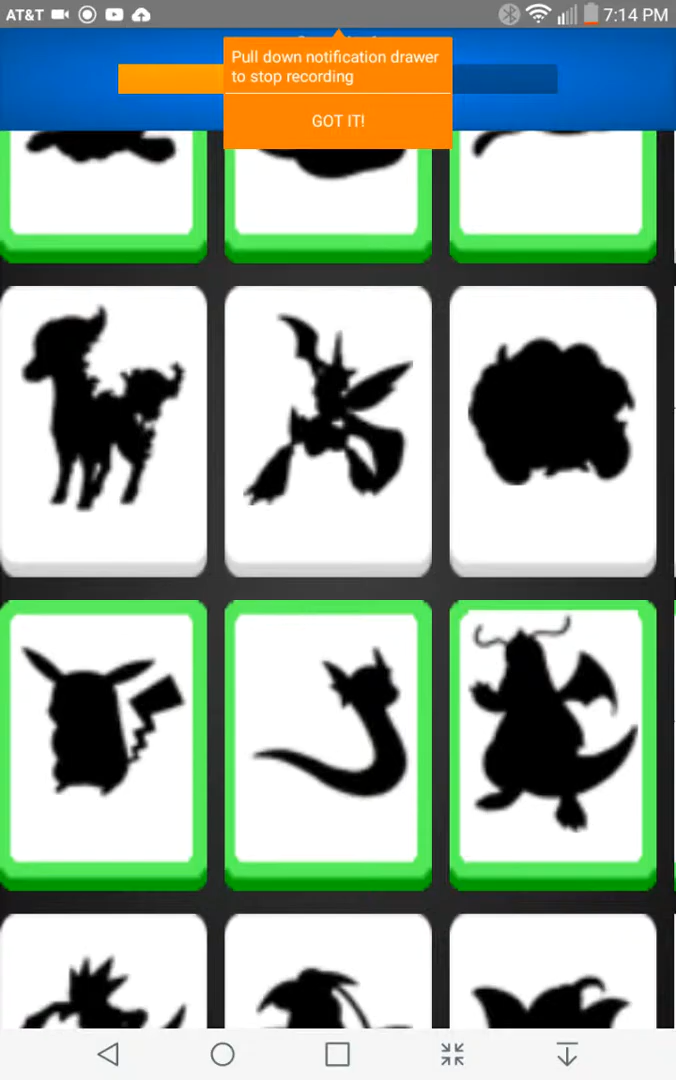 AT&T
7:14 PM
Pull down notification drawer
to stop recording
GOT IT!